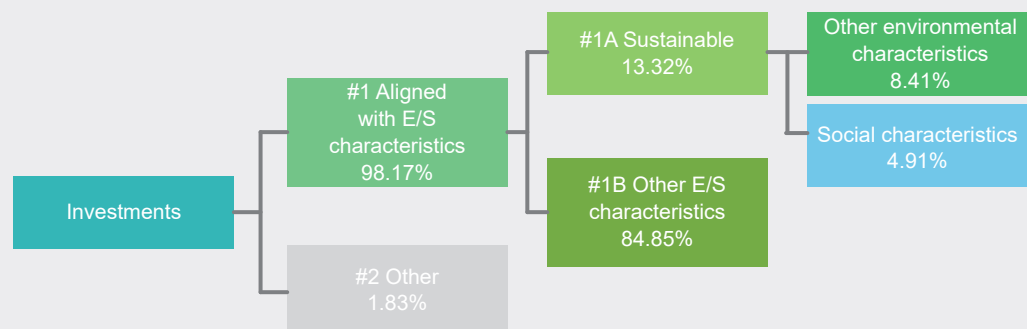 Investments
#1 Aligned
with E/S
characteristics
98.17%
#2 Other
1.83%
#1A Sustainable
13.32%
#1B Other E/S
characteristics
84.85%
Other environmental
characteristics
8.41%
Social characteristics
4.91%